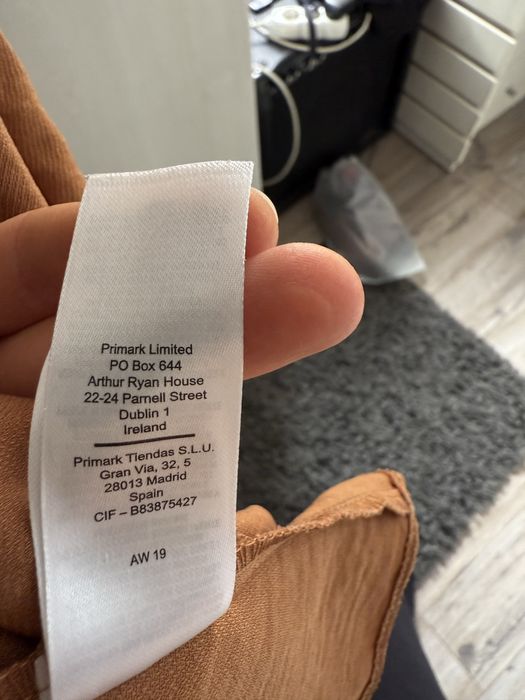 Primark Limited
PO Box 644
Arthur Ryan House
22-24 Parnell Street
Dublin 1
Ireland
Primark Tiendas S.L.U.
Gran Via, 32, 5
28013 Madrid
Spain
CIF – B83875427
AW 19